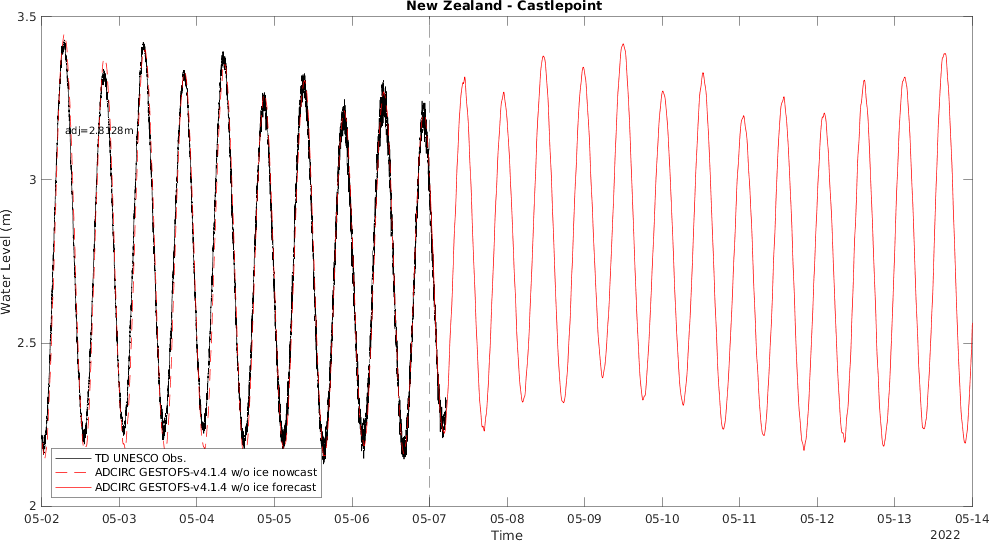 New Zealand - Castlepoint
3.5
3
2.5
2
Water Level (m)
adj=2.8128m
TD UNESCO Obs.
ADCIRC GESTOFS-v4.1.4 w/o ice nowcast
ADCIRC GESTOFS-v4.1.4 w/o ice forecast
05-02 05-03 05-04 05-05 05-06 05-07 05-08 05-09 05-10 05-11 05-12 05-13 05-14
Time
2022